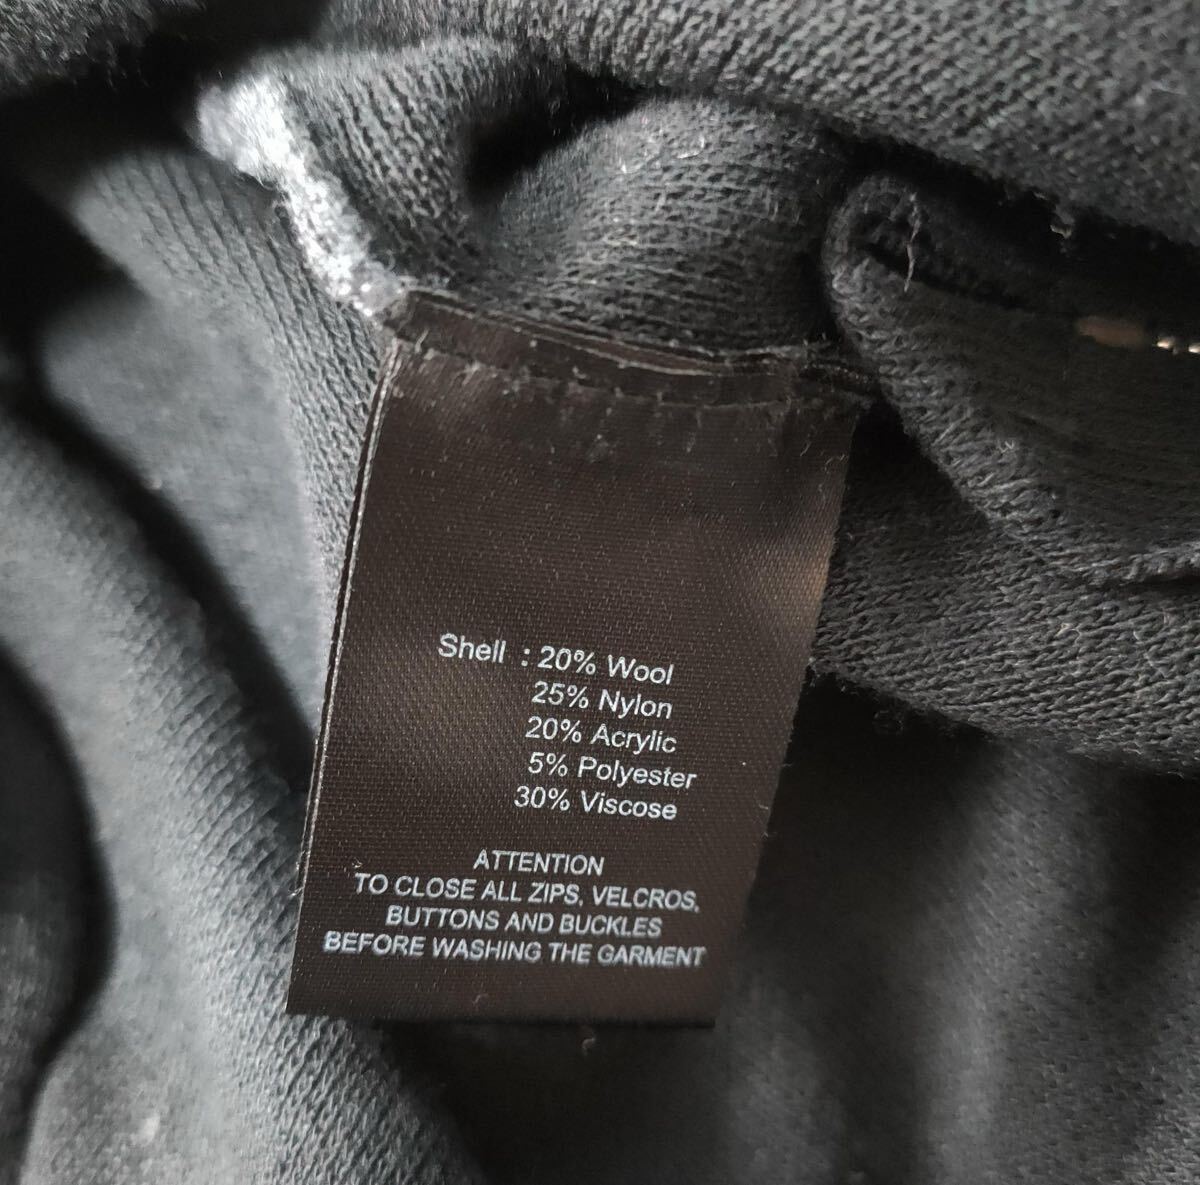 Shell : 20% Wool
25% Nylon
20% Acrylic
5% Polyester
30% Viscose
ATTENTION
TO CLOSE ALL ZIPS, VELCROS,
BUTTONS AND BUCKLES
BEFORE WASHING THE GARMENT